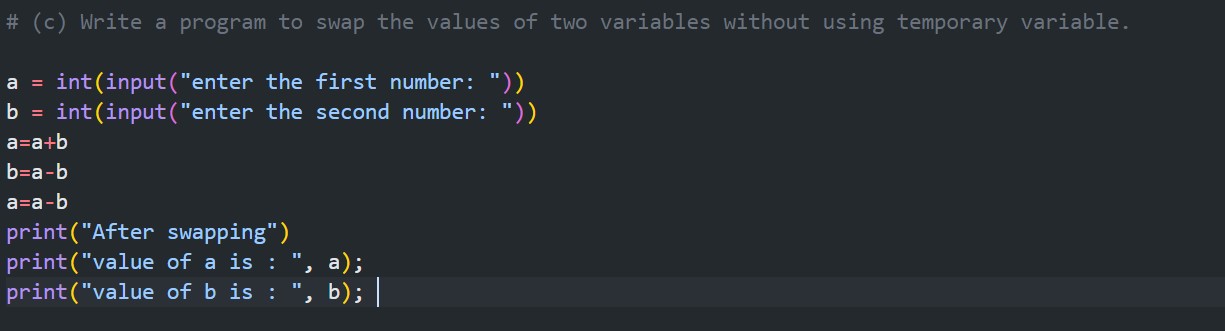 # (c) Write a program to swap the values of two variables without using temporary variable.
a = int(input("enter the first number: "))
b = int(input("enter the second number: "))
a=a+b
b=a-b
a=a-b
print("After swapping")
print("value of a is : ", a);
print("value of b is : ", b);